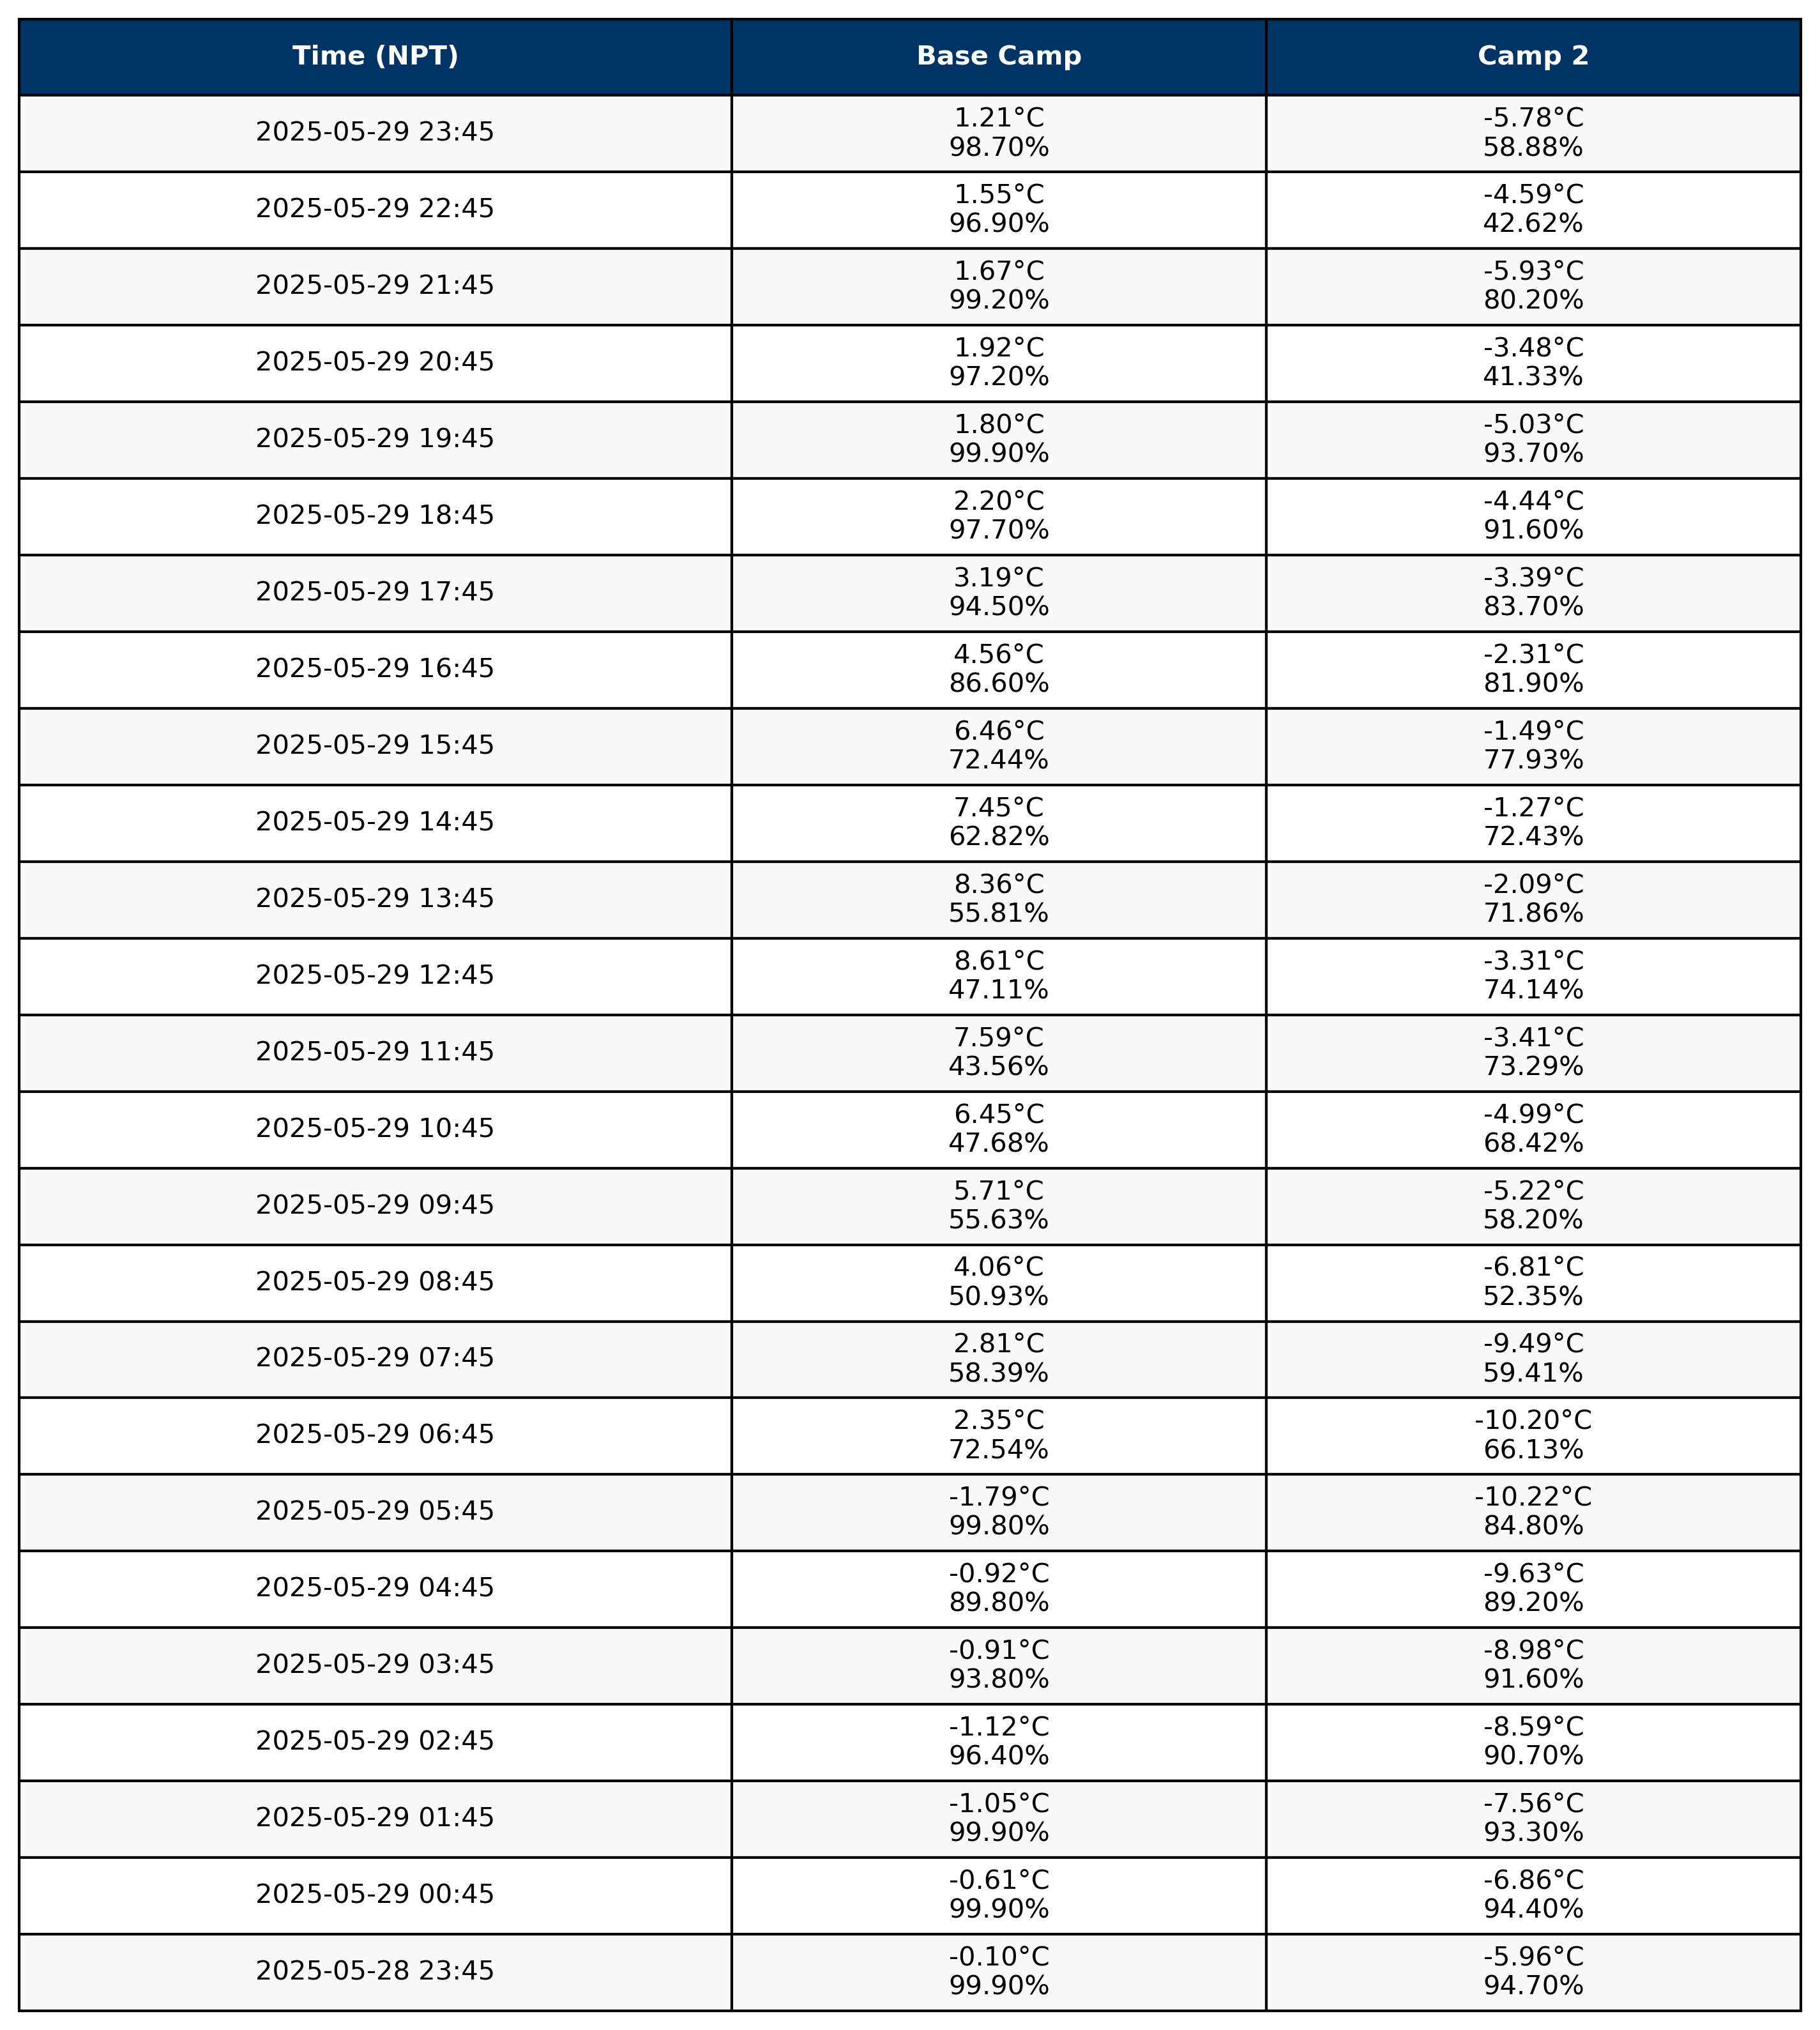 Time (NPT) Base Camp Camp 2
2025-05-29 23:45 1.21°C -5.78°C
98.70% 58.88%
2025-05-29 22:45 1.55°C -4.59°C
96.90% 42.62%
2025-05-29 21:45 1.67°C -5.93°C
99.20% 80.20%
2025-05-29 20:45 1.92°C -3.48°C
97.20% 41.33%
2025-05-29 19:45 1.80°C -5.03°C
99.90% 93.70%
2025-05-29 18:45 2.20°C -4.44°C
97.70% 91.60%
2025-05-29 17:45 3.19°C -3.39°C
94.50% 83.70%
2025-05-29 16:45 4.56°C -2.31°C
86.60% 81.90%
2025-05-29 15:45 6.46°C -1.49°C
72.44% 77.93%
2025-05-29 14:45 7.45°C -1.27°C
62.82% 72.43%
2025-05-29 13:45 8.36°C -2.09°C
55.81% 71.86%
2025-05-29 12:45 8.61°C -3.31°C
47.11% 74.14%
2025-05-29 11:45 7.59°C -3.41°C
43.56% 73.29%
2025-05-29 10:45 6.45°C -4.99°C
47.68% 68.42%
2025-05-29 09:45 5.71°C -5.22°C
55.63% 58.20%
2025-05-29 08:45 4.06°C -6.81°C
50.93% 52.35%
2025-05-29 07:45 2.81°C -9.49°C
58.39% 59.41%
2025-05-29 06:45 2.35°C -10.20°C
72.54% 66.13%
2025-05-29 05:45 -1.79°C -10.22°C
99.80% 84.80%
2025-05-29 04:45 -0.92°C -9.63°C
89.80% 89.20%
2025-05-29 03:45 -0.91°C -8.98°C
93.80% 91.60%
2025-05-29 02:45 -1.12°C -8.59°C
96.40% 90.70%
2025-05-29 01:45 -1.05°C -7.56°C
99.90% 93.30%
2025-05-29 00:45 -0.61°C -6.86°C
99.90% 94.40%
2025-05-28 23:45 -0.10°C -5.96°C
99.90% 94.70%